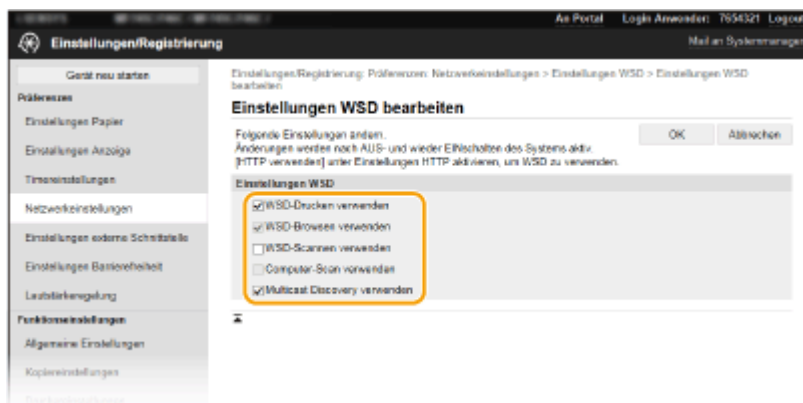 An Portal Login Anwender: 7654321 Logout
Einstellungen/Registrierung
Mail an Systemmanager
Gerät neu starten
Präferenzen
Einstellungen Papier
Einstellungen Anzeige
Timereinstellungen
Netzwerkeinstellungen
Einstellungen externe Schnittstelle
Einstellungen Barrierefreiheit
Lautstärkeregelung
Funktionseinstellungen
Allgemeine Einstellungen
Kopiereinstellungen
Einstellungen/Registrierung: Präferenzen: Netzwerkeinstellungen > Einstellungen WSD > Einstellungen WSD
bearbeiten
Einstellungen WSD bearbeiten
Folgende Einstellungen ändern.
Änderungen werden nach AUS- und wieder EINschalten des Systems aktiv.
[HTTP verwenden] unter Einstellungen HTTP aktivieren, um WSD zu verwenden.
OK Abbrechen
Einstellungen WSD
WSD-Drucken verwenden
WSD-Browsen verwenden
WSD-Scannen verwenden
Computer-Scan verwenden
Multicast Discovery verwenden